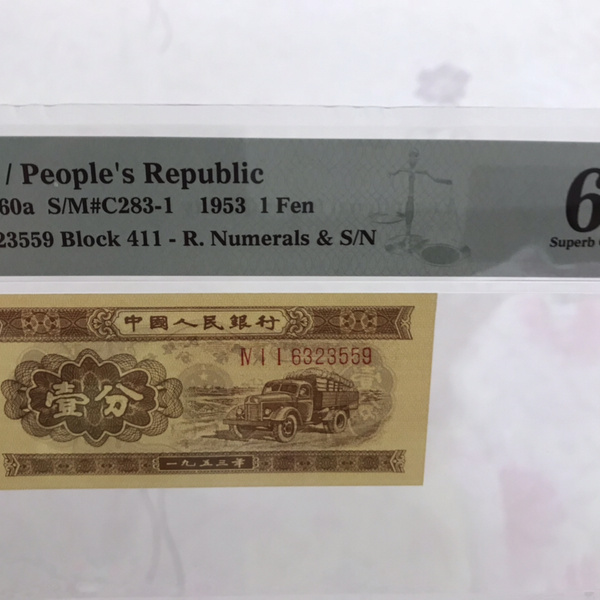 / People's Republic
60a S/M#C283-1 1953 1 Fen
23559 Block 411 - R. Numerals & S/N
6
Superb
中國人民銀行
IV I I 6323559
壹分
一九五三年